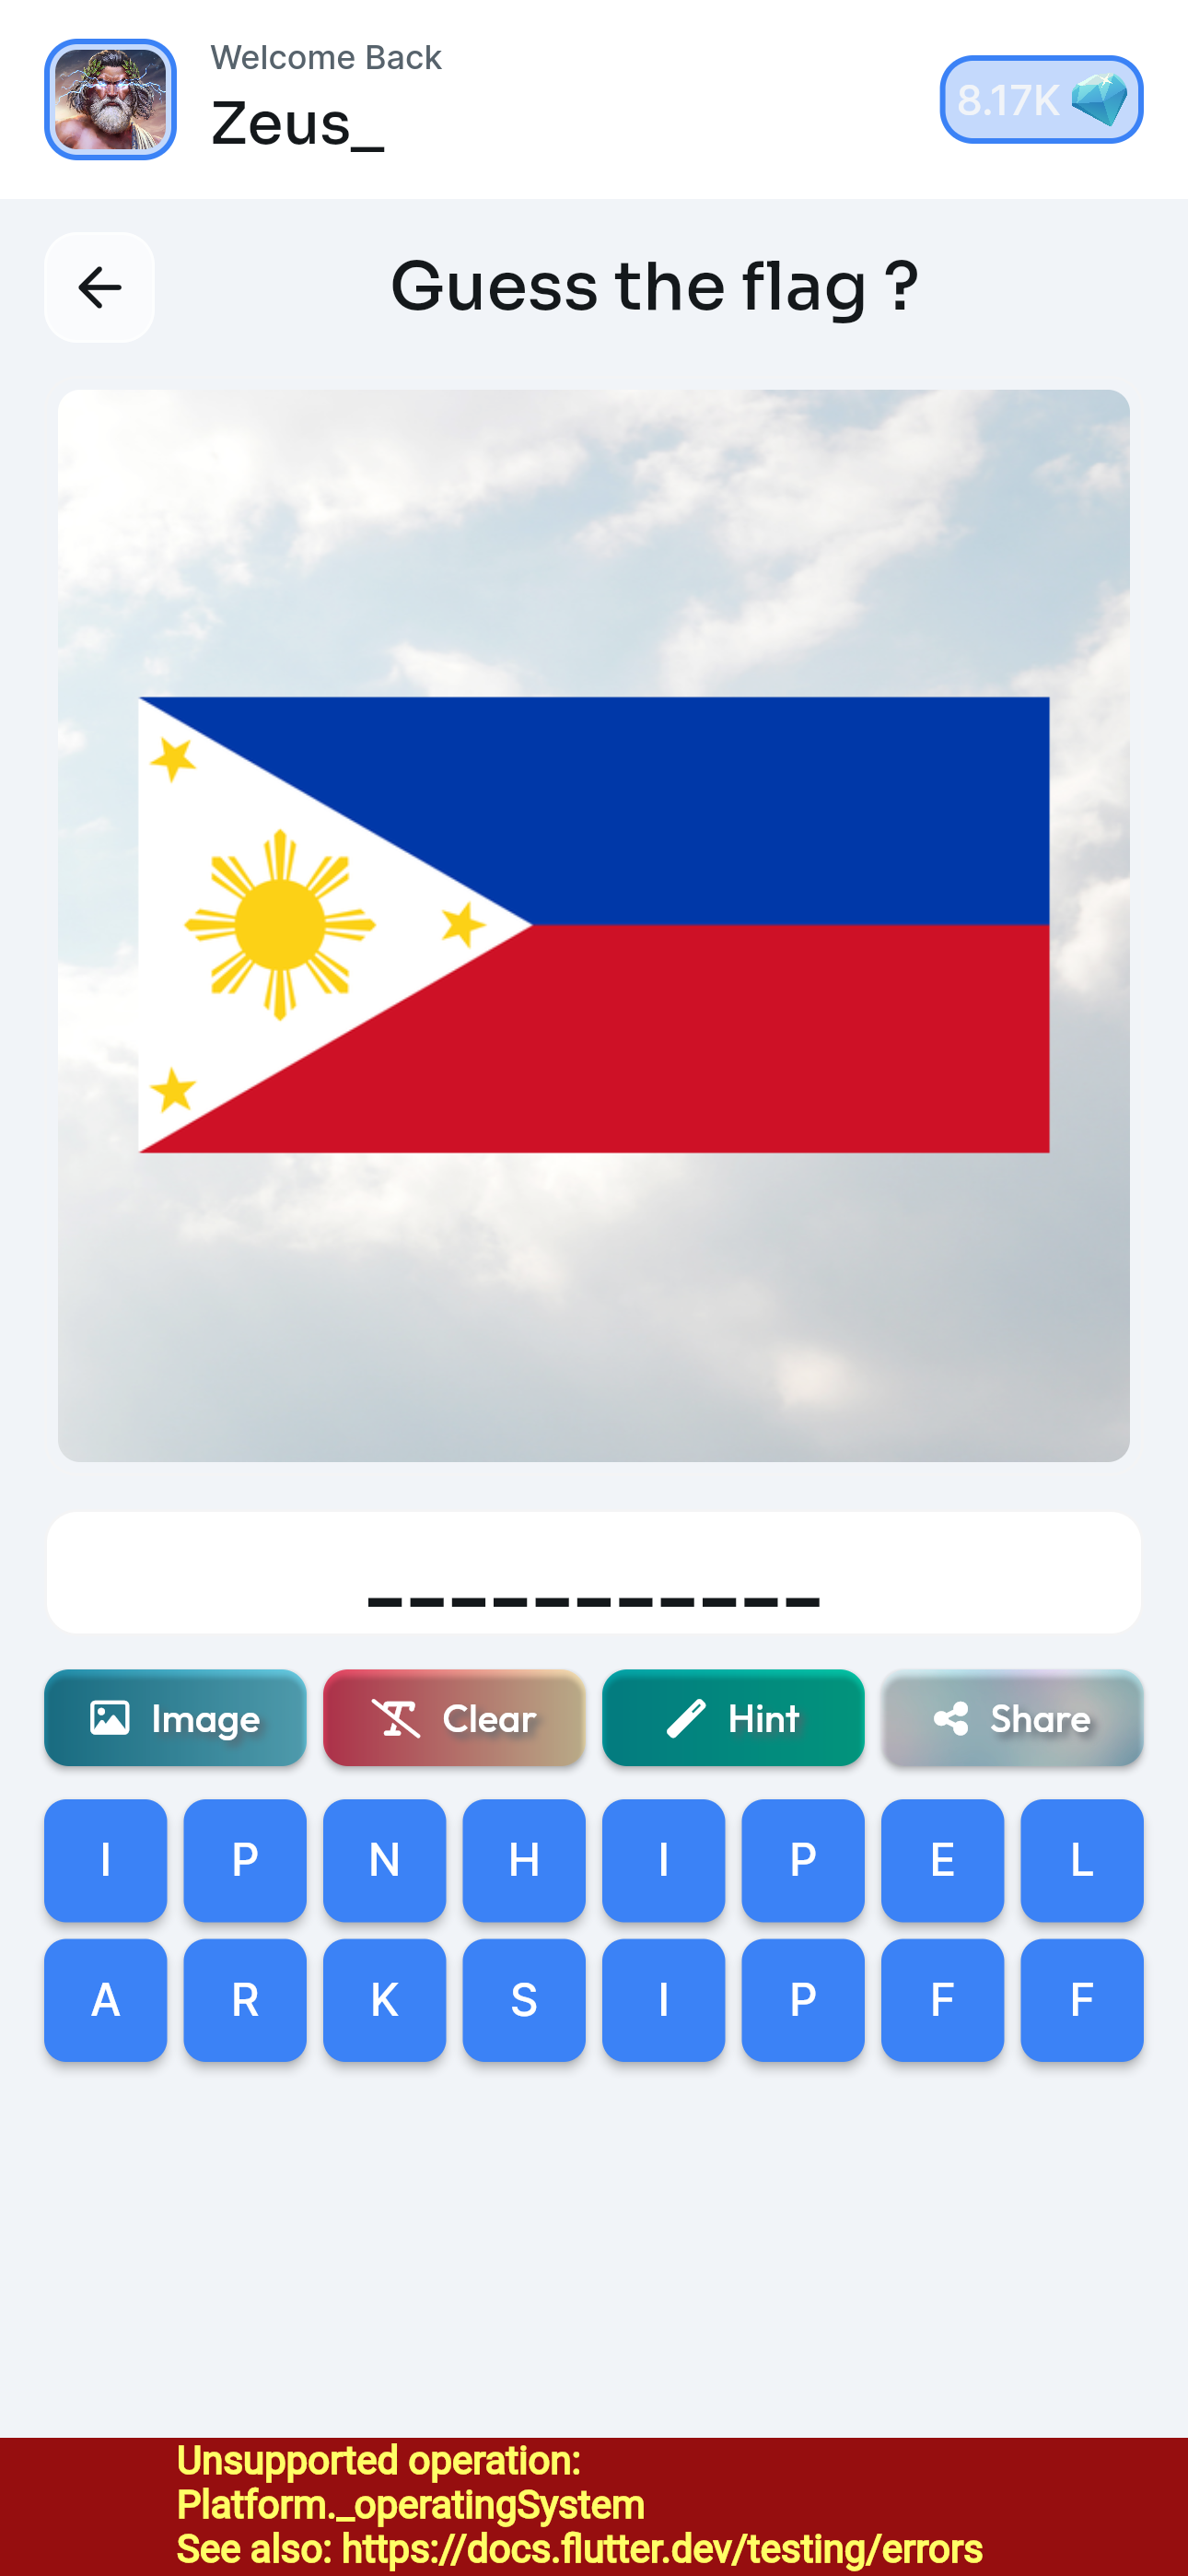 Welcome Back
Zeus_
8.17K
Guess the flag ?
_ _ _ _ _ _ _ _ _ _ _
Image Clear Hint Share
I P N H I P E L
A R K S I P F F
Unsupported operation:
Platform._operatingSystem
See also: https://docs.flutter.dev/testing/errors